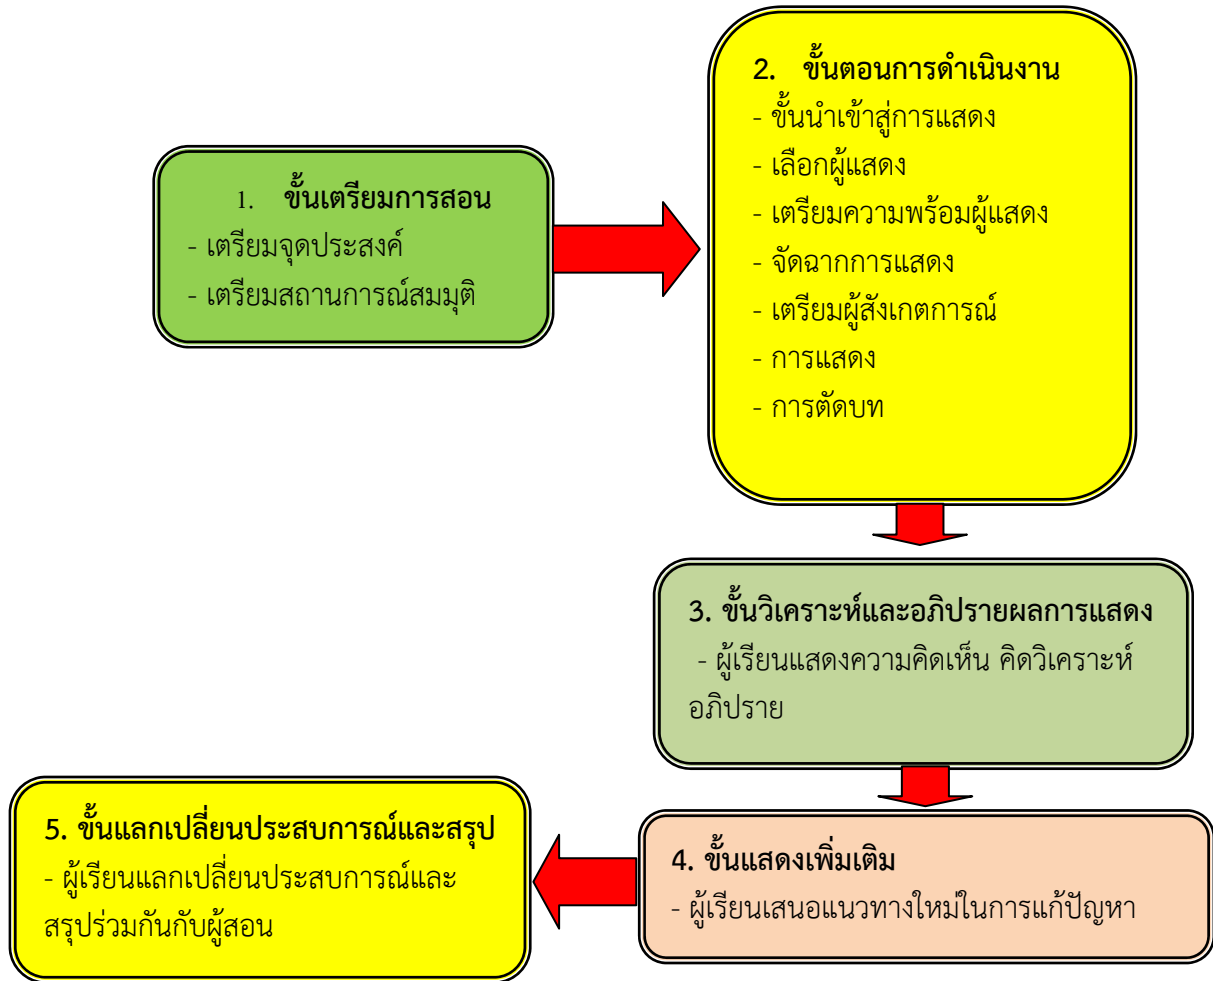 1. ขั้นเตรียมการสอน
- เตรียมจุดประสงค์
- เตรียมสถานการณ์สมมุติ
2. ขั้นตอนการดำเนินงาน
- ขั้นนำเข้าสู่การแสดง
- เลือกผู้แสดง
- เตรียมความพร้อมผู้แสดง
- จัดฉากการแสดง
- เตรียมผู้สังเกตการณ์
- การแสดง
- การตัดบท
3. ขั้นวิเคราะห์และอภิปรายผลการแสดง
- ผู้เรียนแสดงความคิดเห็น คิดวิเคราะห์
อภิปราย
4. ขั้นแสดงเพิ่มเติม
- ผู้เรียนเสนอแนวทางใหม่ในการแก้ปัญหา
5. ขั้นแลกเปลี่ยนประสบการณ์และสรุป
- ผู้เรียนแลกเปลี่ยนประสบการณ์และ
สรุปร่วมกันกับผู้สอน